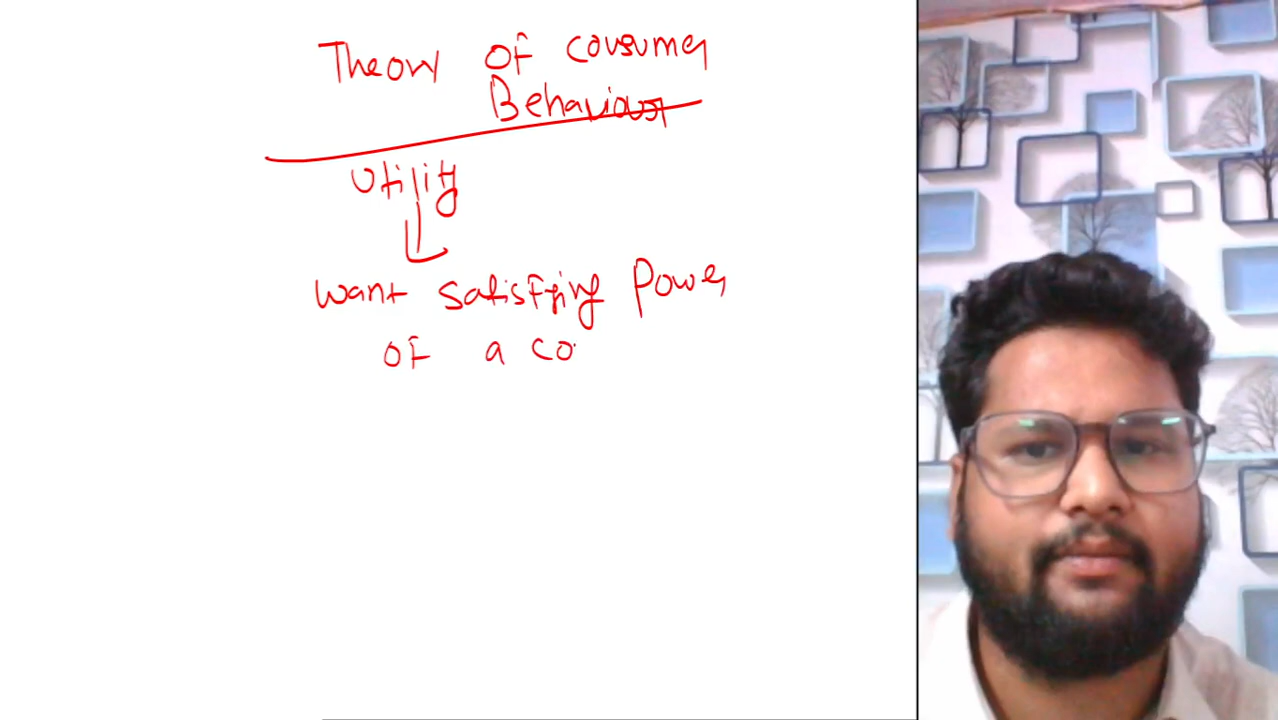 Theory of consumer
Behaviour
Utility
want satisfying Power
of a co